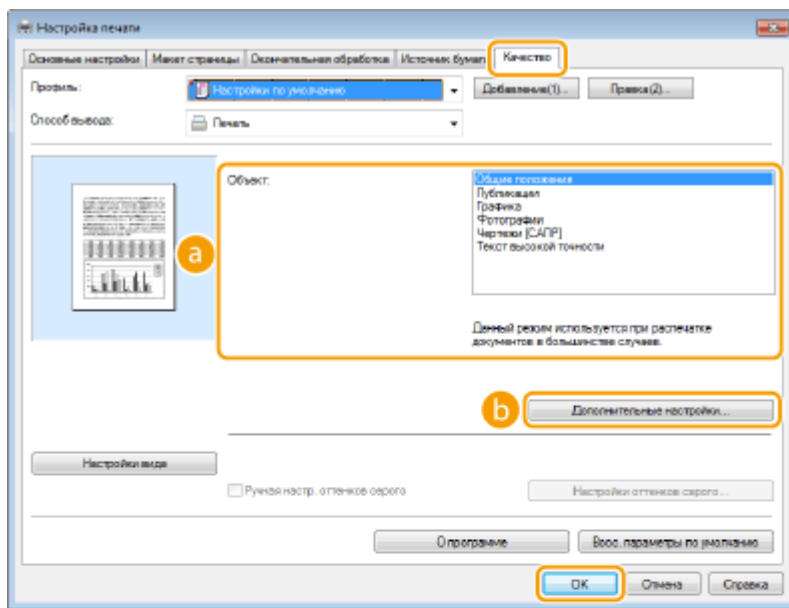 Настройка печати
Основные настройки Макет страницы Окончательная обработка Источник бумаги Качество
Профиль: Настройки по умолчанию Добавление(1)... Правка(2)...
Способ вывода: Печать
Объект: Общие положения
Публикация
Графика
Фотографии
Чертежи [САПР]
Текст высокой точности
a
Данный режим используется при распечатке
документов в большинстве случаев.
b Дополнительные настройки...
Настройки вида
Ручная настр. оттенков серого Настройки оттенков серого...
О программе Восс. параметры по умолчанию
OK Отмена Справка